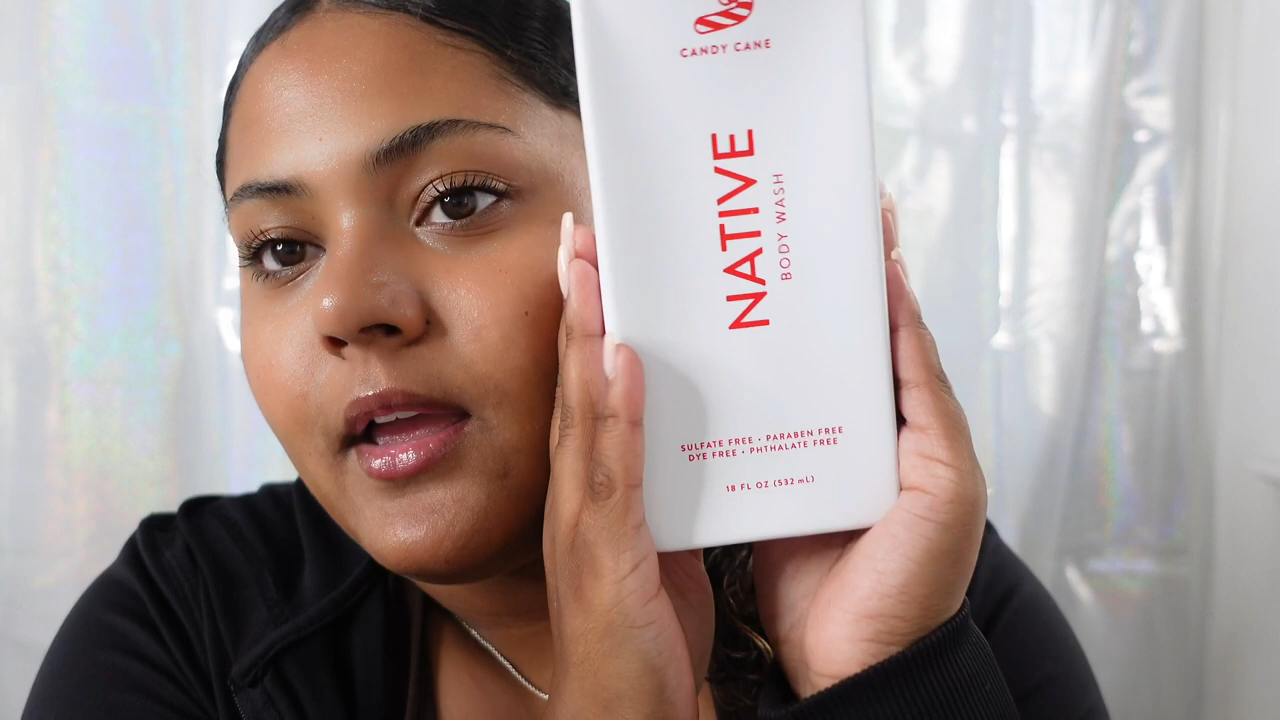 CANDY CANE
NATIVE
BODY WASH
SULFATE FREE • PARABEN FREE
DYE FREE • PHTHALATE FREE
18 FL OZ (532 mL)